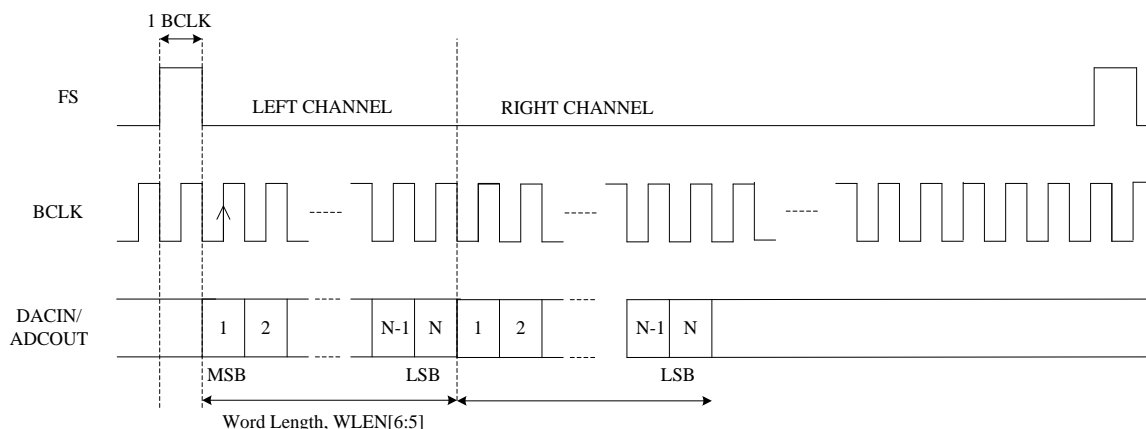 1 BCLK
FS
LEFT CHANNEL
RIGHT CHANNEL
BCLK
DACIN/
ADCOUT
1
2
N-1
N
1
2
N-1
N
MSB
LSB
LSB
Word Length, WLEN[6:5]